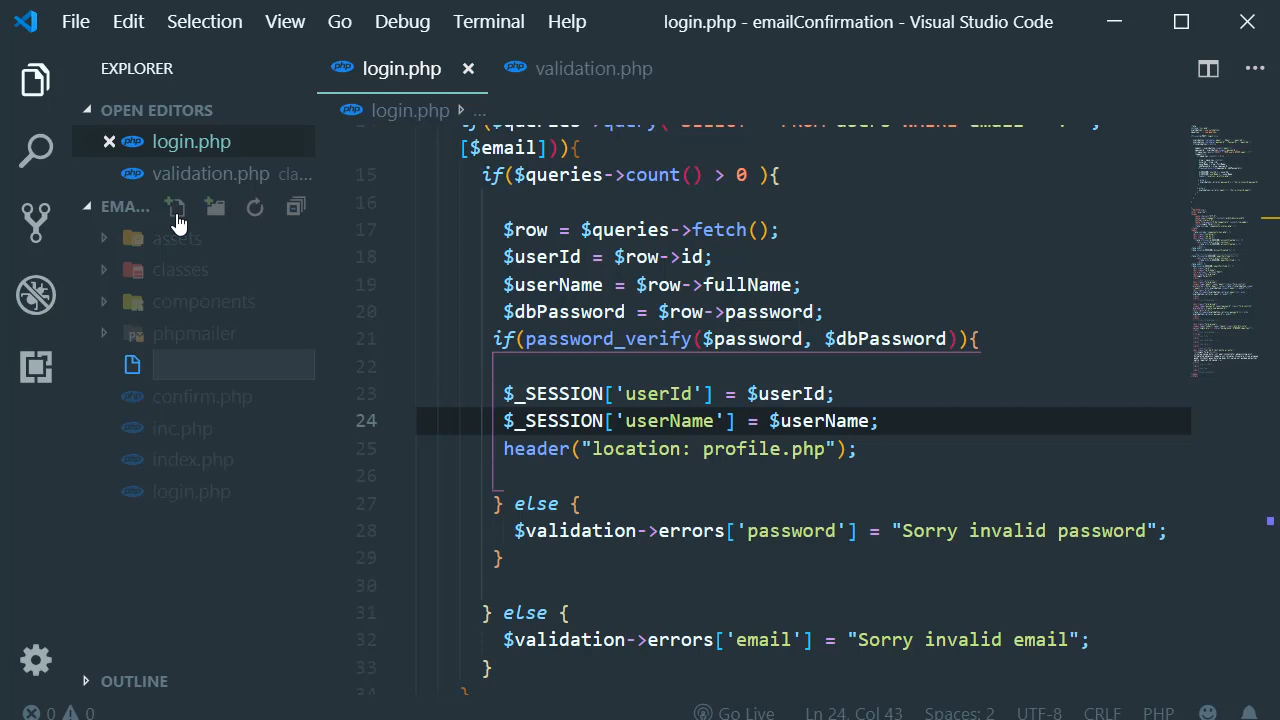 File Edit Selection View Go Debug Terminal Help login.php - emailConfirmation - Visual Studio Code
EXPLORER
OPEN EDITORS
login.php
validation.php cla...
EMA...
assets
classes
components
phpmailer
confirm.php
inc.php
index.php
login.php
OUTLINE
php login.php php validation.php
php login.php ...
[$email])){
15 if($queries->count() > 0 ){
16
17 $row = $queries->fetch();
18 $userId = $row->id;
19 $userName = $row->fullName;
20 $dbPassword = $row->password;
21 if(password_verify($password, $dbPassword)){
22
23 $_SESSION['userId'] = $userId;
24 $_SESSION['userName'] = $userName;
25 header("location: profile.php");
26
27 } else {
28 $validation->errors['password'] = "Sorry invalid password";
29 }
30
31 } else {
32 $validation->errors['email'] = "Sorry invalid email";
33 }
34 }
0 0 Go Live Ln 24, Col 43 Spaces: 2 UTF-8 CRLF PHP